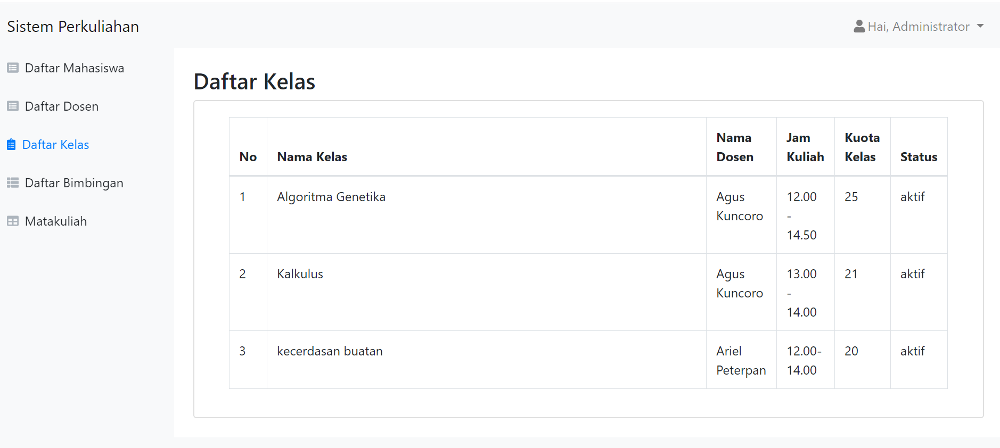 Sistem Perkuliahan
Hai, Administrator
Daftar Mahasiswa
Daftar Dosen
Daftar Kelas
Daftar Bimbingan
Matakuliah
Daftar Kelas
No Nama Kelas Nama Dosen Jam Kuliah Kuota Kelas Status
1 Algoritma Genetika Agus Kuncoro 12.00 - 14.50 25 aktif
2 Kalkulus Agus Kuncoro 13.00 - 14.00 21 aktif
3 kecerdasan buatan Ariel Peterpan 12.00-14.00 20 aktif